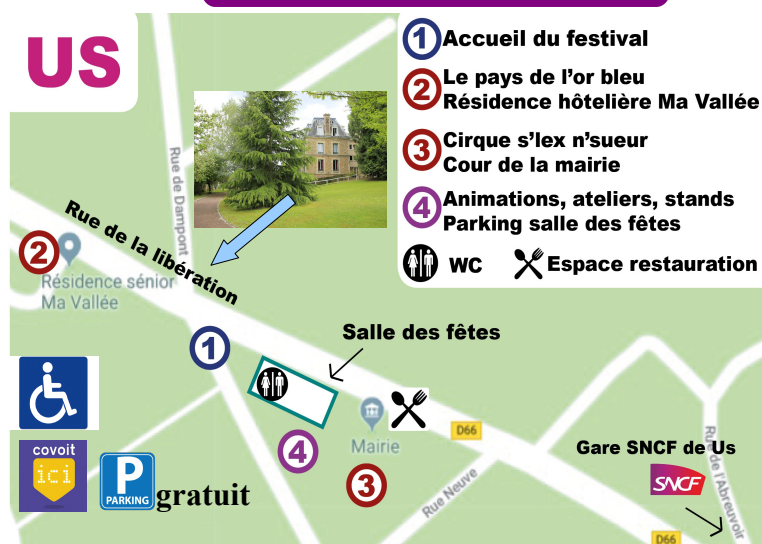 US
1 Accueil du festival
2 Le pays de l'or bleu
Résidence hôtelière Ma Vallée
3 Cirque s'lex n'sueur
Cour de la mairie
4 Animations, ateliers, stands
Parking salle des fêtes
WC
Espace restauration
Rue de Dampont
Rue de la libération
2
Résidence sénior
Ma Vallée
1
Salle des fêtes
Mairie
D66
4
3
Rue Neuve
Gare SNCF de Us
SNCF
Rue de l'Abreuvoir
D66
covoit
ici
P
PARKING
gratuit